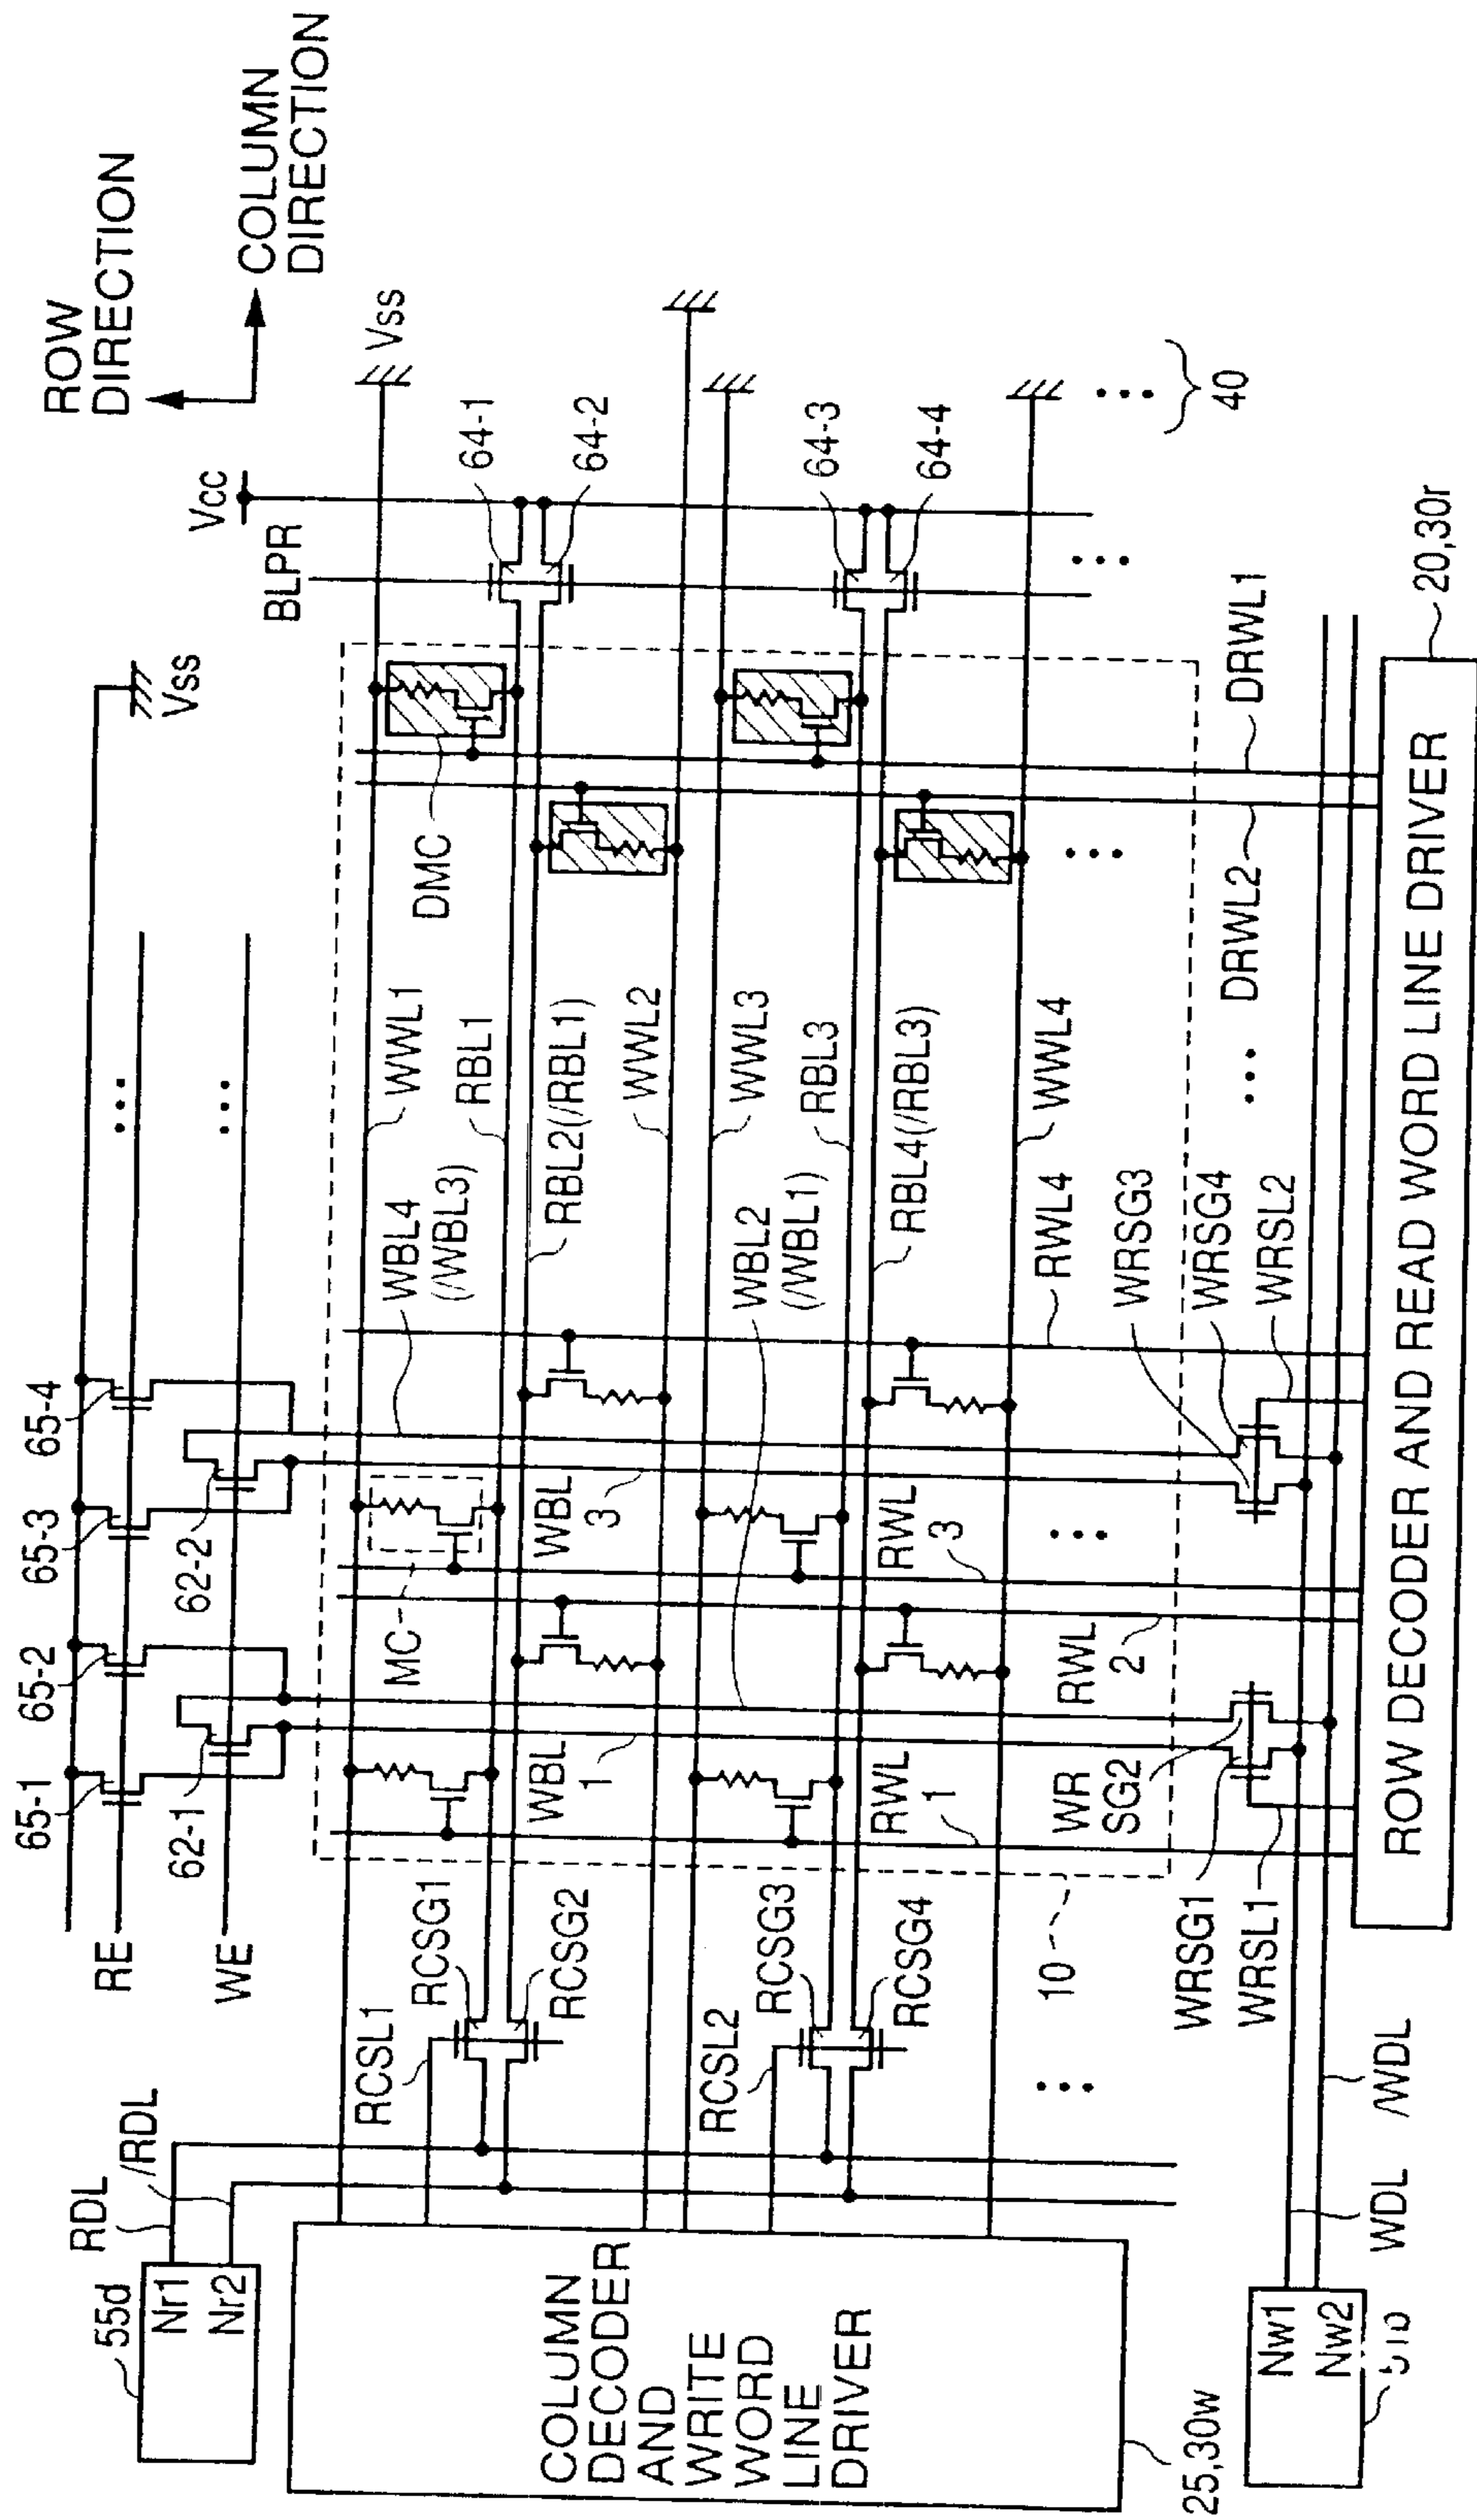 ROW
DIRECTION
COLUMN
DIRECTION
65-1
65-2
65-3
65-4
Vss
RE
WE
62-1
62-2
...
...
Vcc
BLPR
Vss
55d
Nr1
Nr2
RDL
/RDL
RCSL1
RCSG1
RCSG2
RCSL2
RCSG3
RCSG4
COLUMN
DECODER
AND
WRITE
WORD
LINE
DRIVER
25,30w
...
10
MC
WBL
1
WBL
3
WBL4
(/WBL3)
WWL1
RBL1
RBL2(/RBL1)
WWL2
WBL2
(/WBL1)
WWL3
RBL3
RBL4(/RBL3)
WWL4
DMC
64-1
64-2
64-3
64-4
RWL
1
RWL
2
RWL
3
RWL4
...
...
...
...
40
DRWL1
DRWL2
...
WR
SG2
WRSG1
WRSL1
WRSG3
WRSG4
WRSL2
Nw1
Nw2
WDL
/WDL
ROW DECODER AND READ WORD LINE DRIVER
20,30r